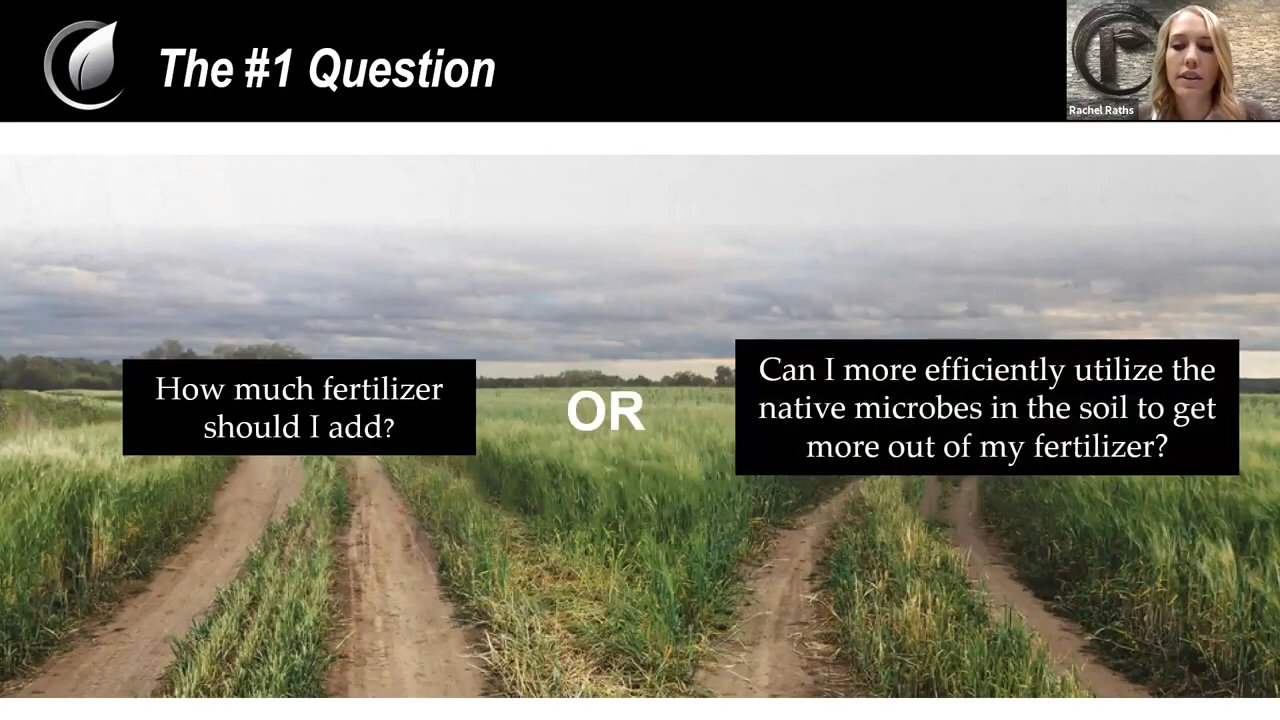 The #1 Question
Rachel Raths
How much fertilizer
should I add?
OR
Can I more efficiently utilize the
native microbes in the soil to get
more out of my fertilizer?